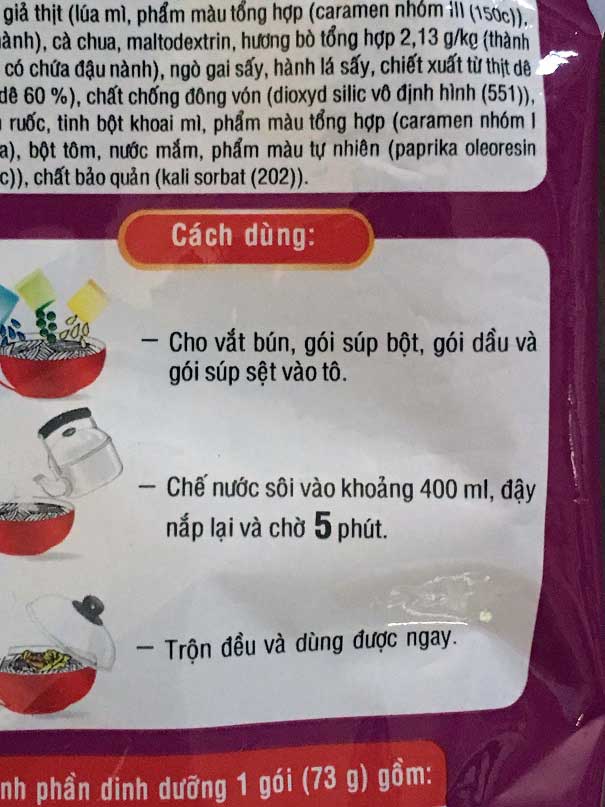 giả thịt (lúa mì, phẩm màu tổng hợp (caramen nhóm III (150c)),
ành), cà chua, maltodextrin, hương bò tổng hợp 2,13 g/kg (thành
có chứa đậu nành), ngò gai sấy, hành lá sấy, chiết xuất từ thịt dê
dê 60 %), chất chống đông vón (dioxyd silic vô định hình (551)),
ruốc, tinh bột khoai mì, phẩm màu tổng hợp (caramen nhóm I
a), bột tôm, nước mắm, phẩm màu tự nhiên (paprika oleoresin
c)), chất bảo quản (kali sorbat (202)).
Cách dùng:
– Cho vắt bún, gói súp bột, gói dầu và
gói súp sệt vào tô.
– Chế nước sôi vào khoảng 400 ml, đậy
nắp lại và chờ 5 phút.
– Trộn đều và dùng được ngay.
nh phần dinh dưỡng 1 gói (73 g) gồm: